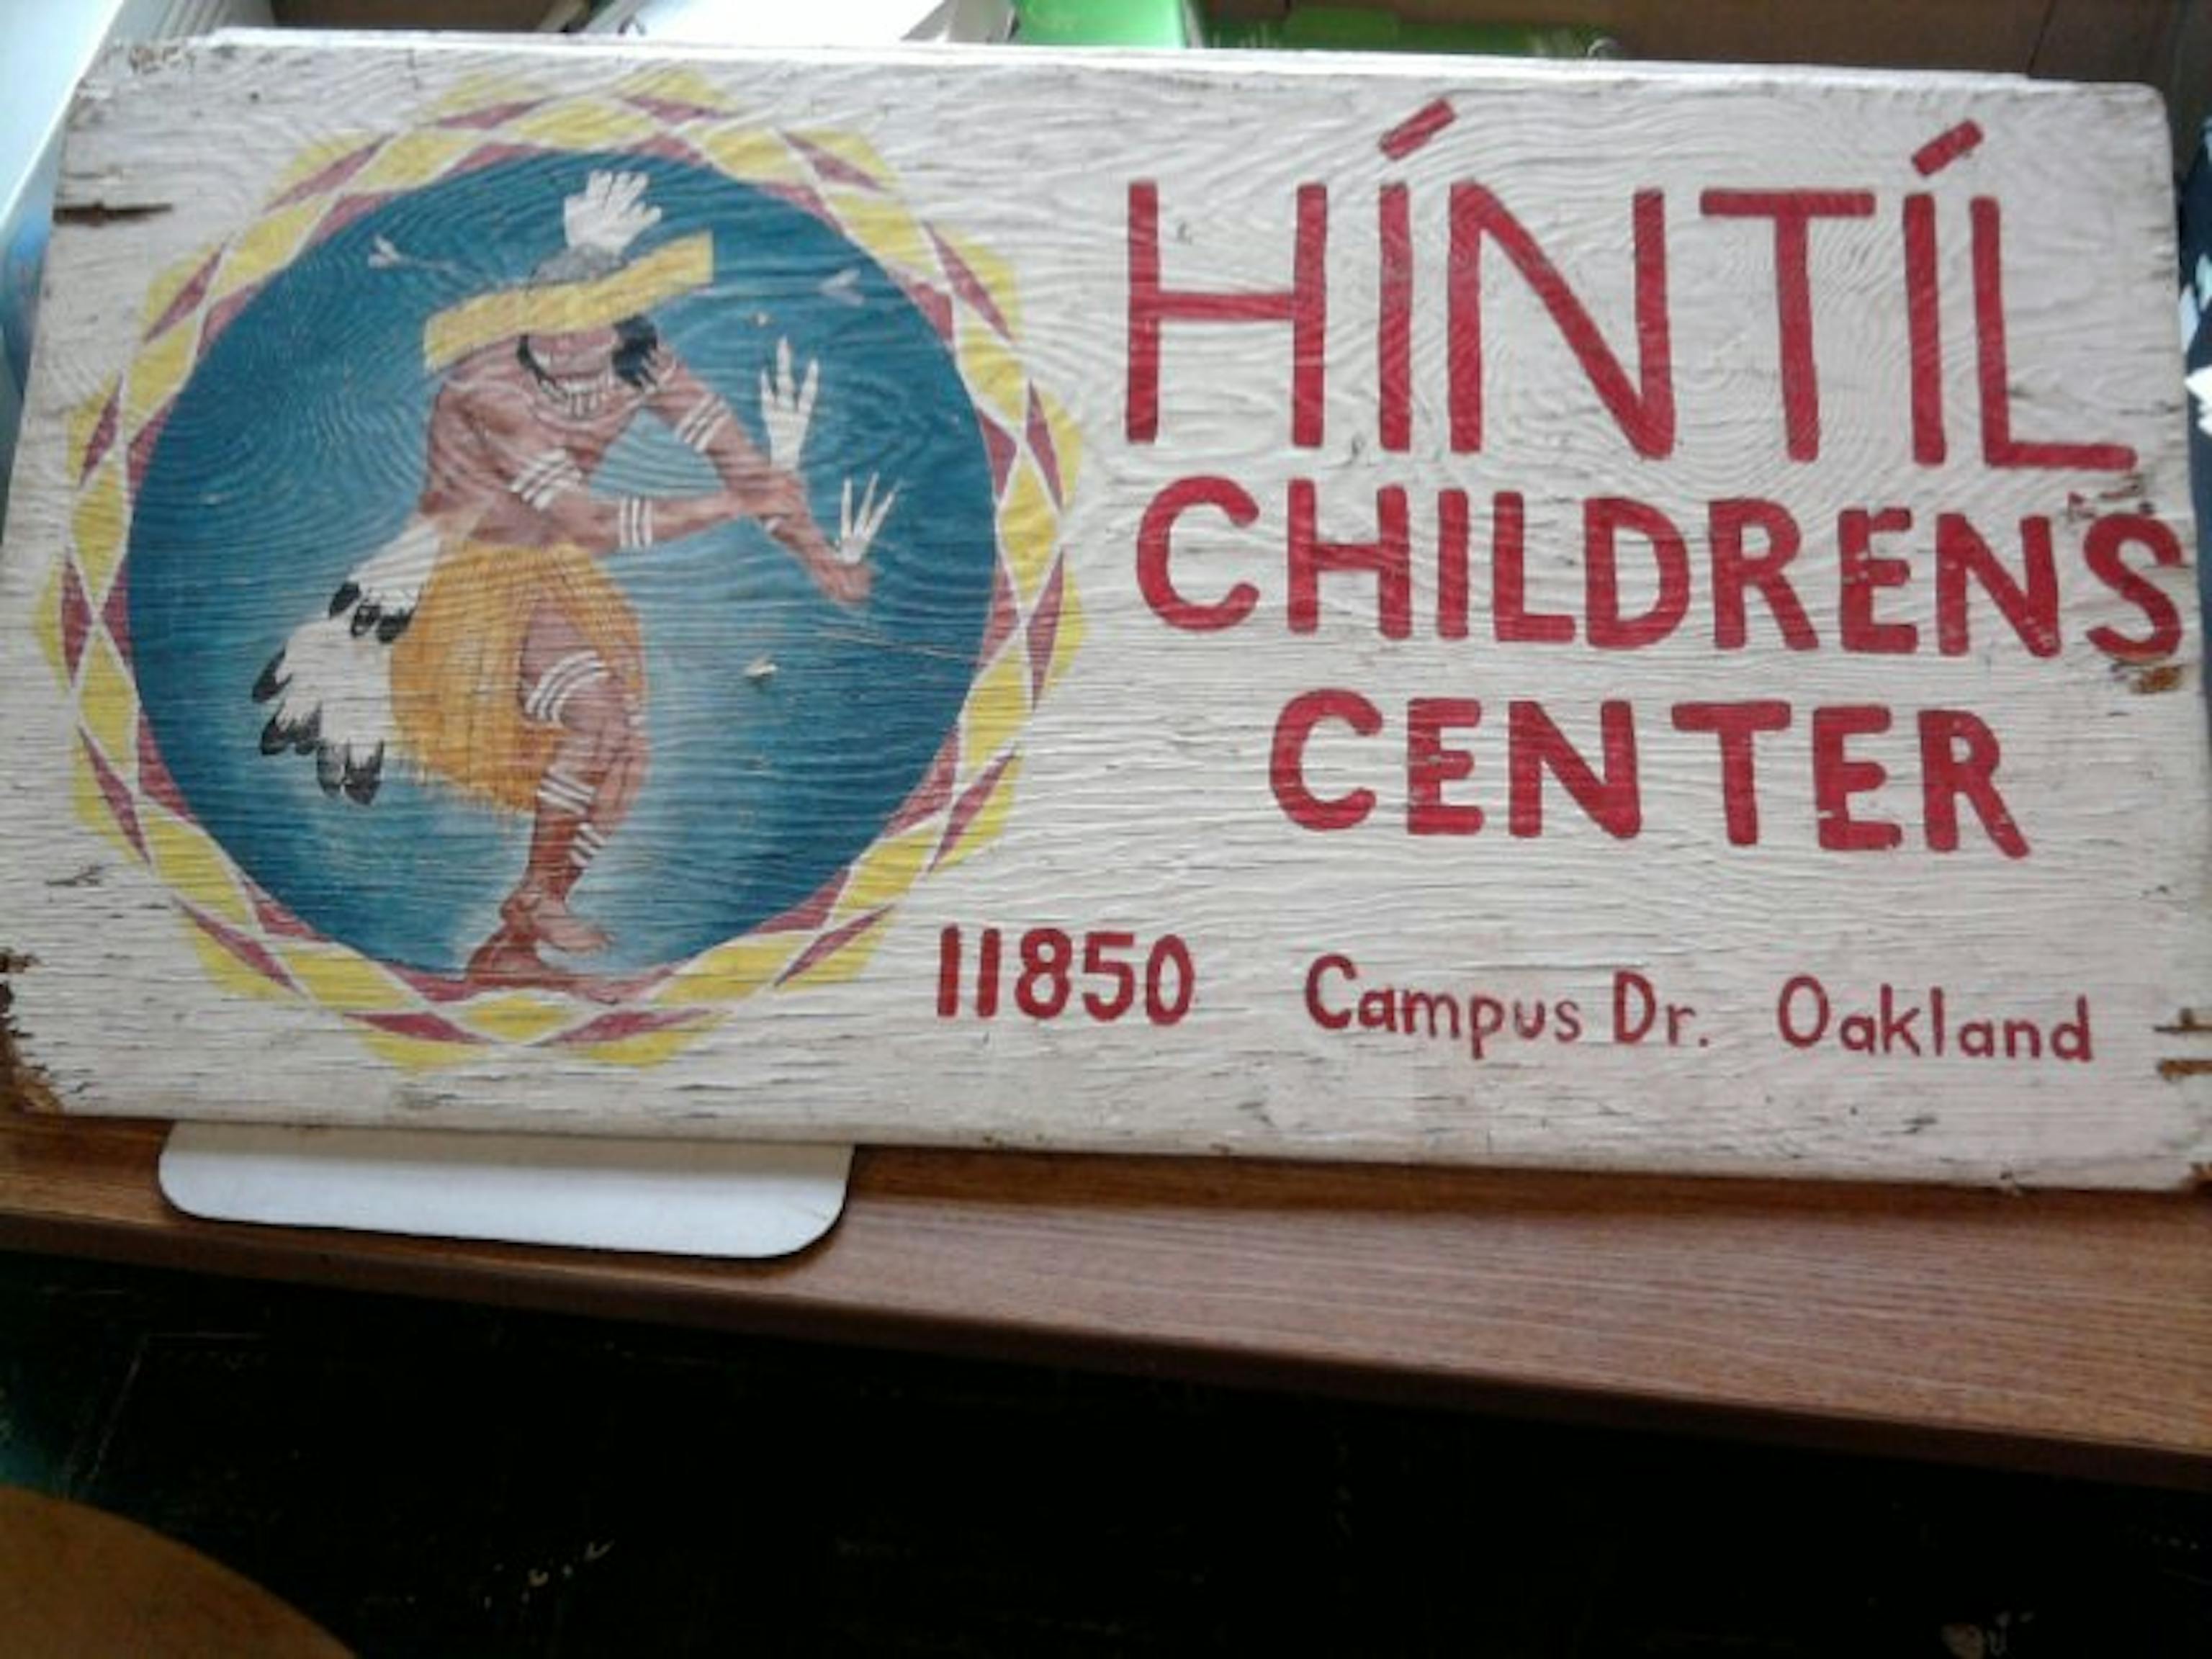 HÍNTÍL
CHILDRENS
CENTER
11850 Campus Dr. Oakland